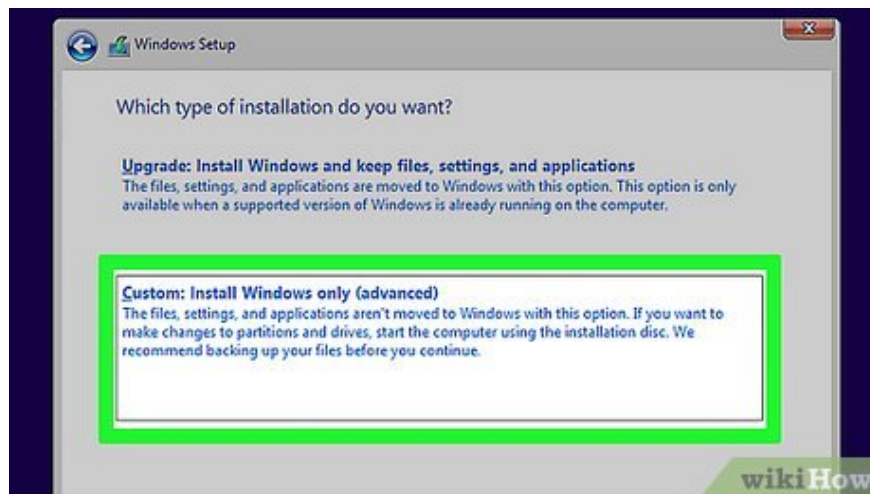 Windows Setup
Which type of installation do you want?
Upgrade: Install Windows and keep files, settings, and applications
The files, settings, and applications are moved to Windows with this option. This option is only
available when a supported version of Windows is already running on the computer.
Custom: Install Windows only (advanced)
The files, settings, and applications aren't moved to Windows with this option. If you want to
make changes to partitions and drives, start the computer using the installation disc. We
recommend backing up your files before you continue.
wikiHow